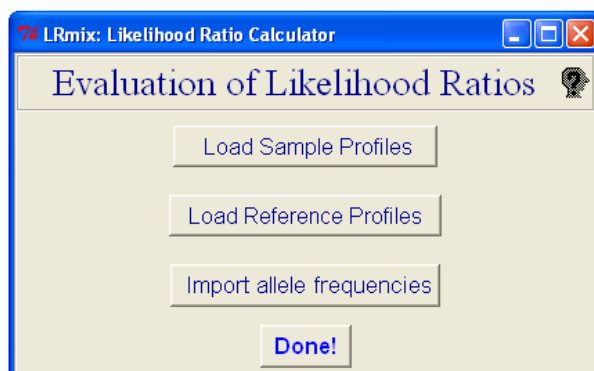 LRmix: Likelihood Ratio Calculator
Evaluation of Likelihood Ratios
Load Sample Profiles
Load Reference Profiles
Import allele frequencies
Done!